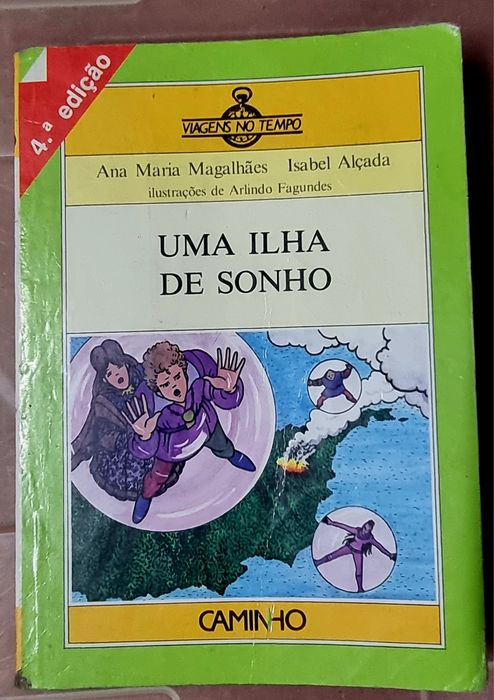 4.ª edição
VIAGENS NO TEMPO
Ana Maria Magalhães Isabel Alçada
ilustrações de Arlindo Fagundes
UMA ILHA
DE SONHO
CAMINHO